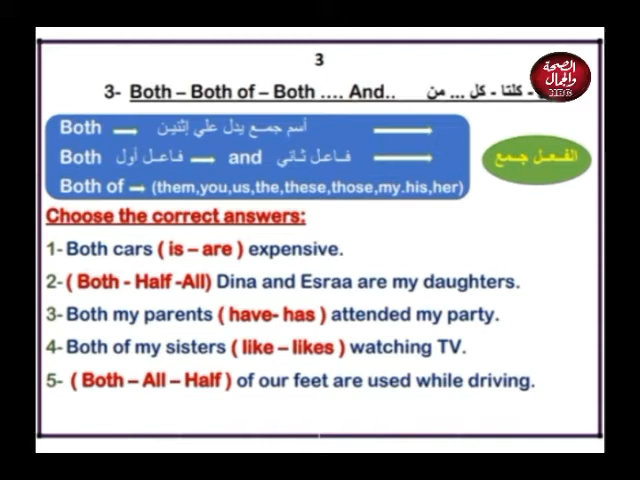 3
الصحة
والجمال
HBC
3- Both – Both of – Both .... And.. - كلتا - كل ... من
Both اسم جمع يدل علي إثنين
Both فاعل أول and فاعل ثاني
Both of (them,you,us,the,these,those,my.his,her)
الفعل جمع
Choose the correct answers:
1- Both cars ( is – are ) expensive.
2- ( Both - Half -All) Dina and Esraa are my daughters.
3- Both my parents ( have- has ) attended my party.
4- Both of my sisters ( like – likes ) watching TV.
5- ( Both – All – Half ) of our feet are used while driving.